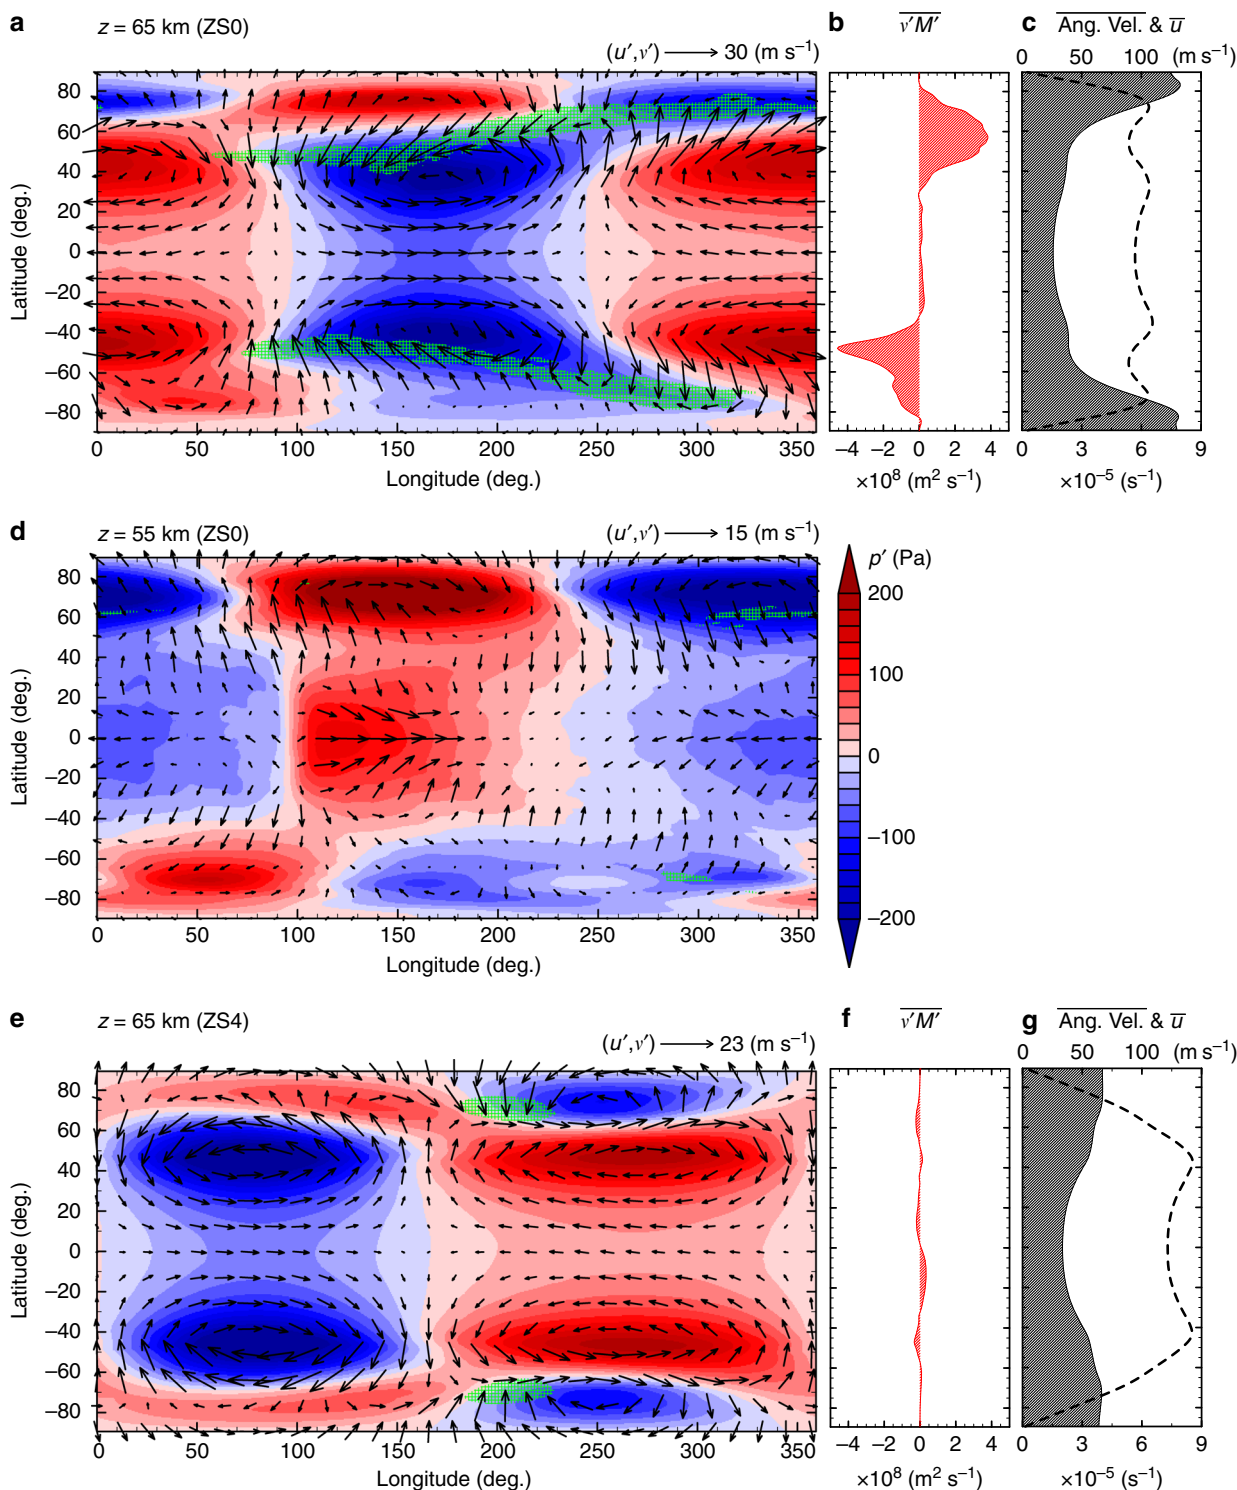 a z = 65 km (ZS0)
(u′,v′) 30 (m s−1)
b v′M′
c Ang. Vel. & u
0 50 100 (m s−1)
80
60
40
20
0
−20
−40
−60
−80
Latitude (deg.)
0 50 100 150 200 250 300 350
Longitude (deg.)
−4 −2 0 2 4
×10⁸ (m² s−1)
0 3 6 9
×10−5 (s−1)
d z = 55 km (ZS0)
(u′,v′) 15 (m s−1)
80
60
40
20
0
−20
−40
−60
−80
Latitude (deg.)
0 50 100 150 200 250 300 350
Longitude (deg.)
p′ (Pa)
200
100
0
−100
−200
e z = 65 km (ZS4)
(u′,v′) 23 (m s−1)
f v′M′
g Ang. Vel. & u
0 50 100 (m s−1)
80
60
40
20
0
−20
−40
−60
−80
Latitude (deg.)
0 50 100 150 200 250 300 350
Longitude (deg.)
−4 −2 0 2 4
×10⁸ (m² s−1)
0 3 6 9
×10−5 (s−1)